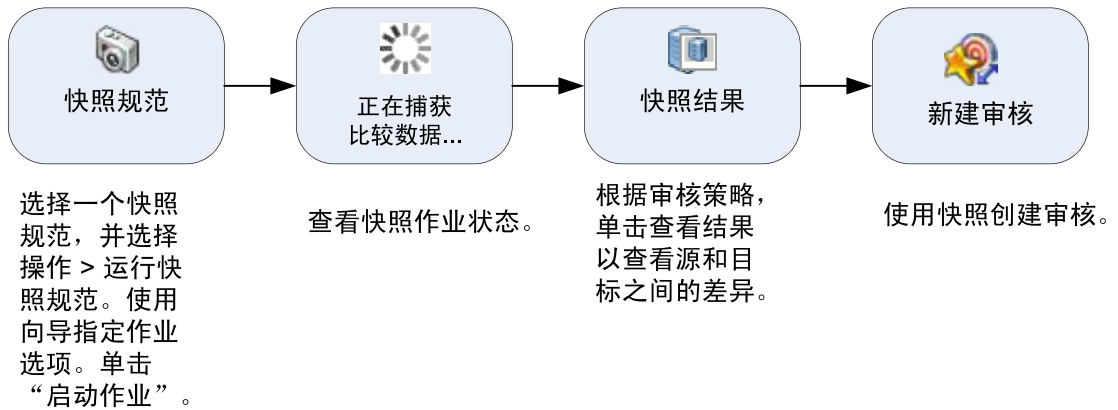 快照规范
正在捕获
比较数据...
快照结果
新建审核
选择一个快照
规范，并选择
操作 > 运行快
照规范。使用
向导指定作业
选项。单击
“启动作业”。
查看快照作业状态。
根据审核策略，
单击查看结果
以查看源和目
标之间的差异。
使用快照创建审核。